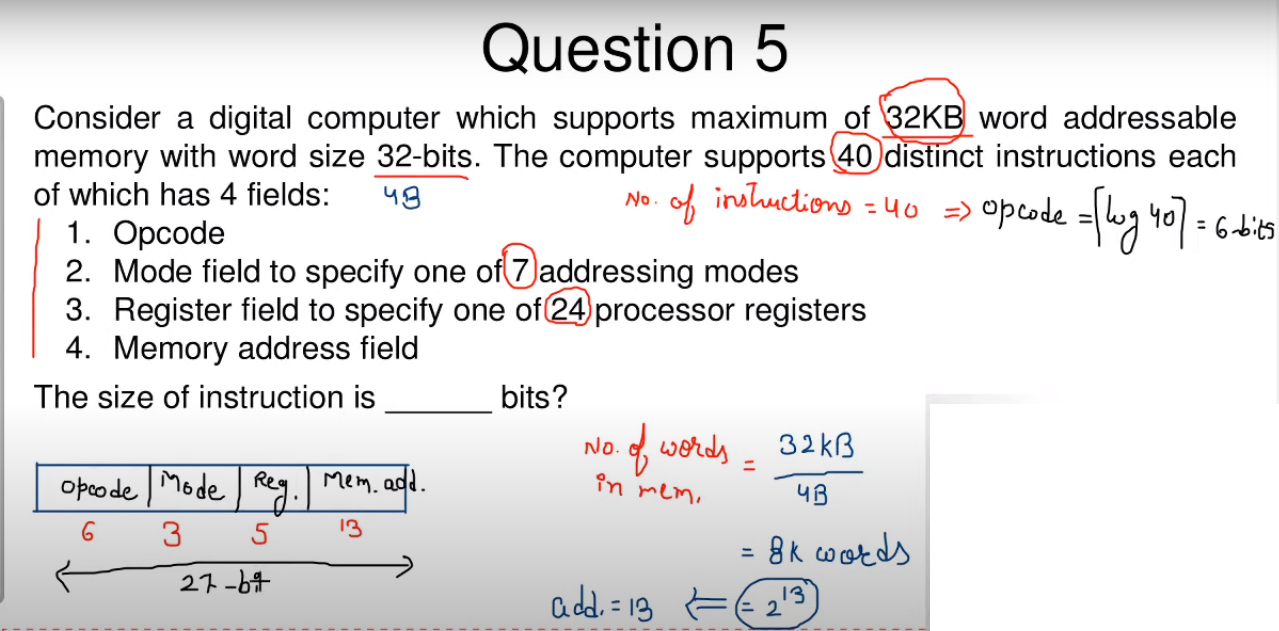 Question 5
Consider a digital computer which supports maximum of 32KB word addressable
memory with word size 32-bits. The computer supports 40 distinct instructions each
of which has 4 fields:
4B
No. of instructions = 40 => opcode = ⌈log 40⌉ = 6-bits
1. Opcode
2. Mode field to specify one of 7 addressing modes
3. Register field to specify one of 24 processor registers
4. Memory address field
The size of instruction is ______ bits?
opcode | Mode | Reg. | Mem. add.
6 3 5 13
27-bit
No. of words = 32kB
in mem. 4B
= 8k words
add. = 13 <= = 2^13